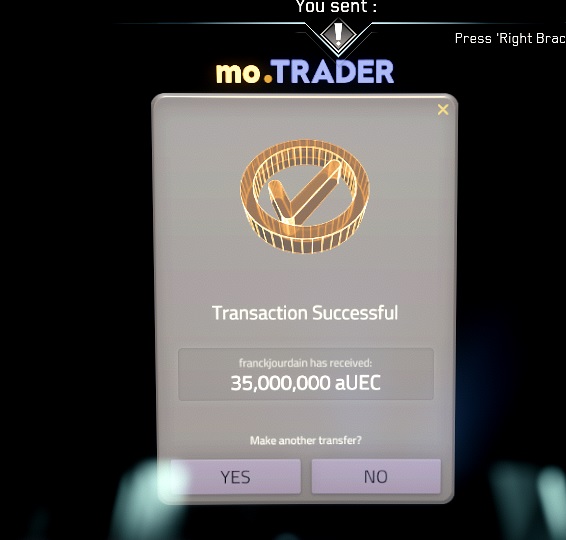 You sent :
!
Press 'Right Brac
mo.TRADER
Transaction Successful
franckjourdain has received:
35,000,000 aUEC
Make another transfer?
YES
NO